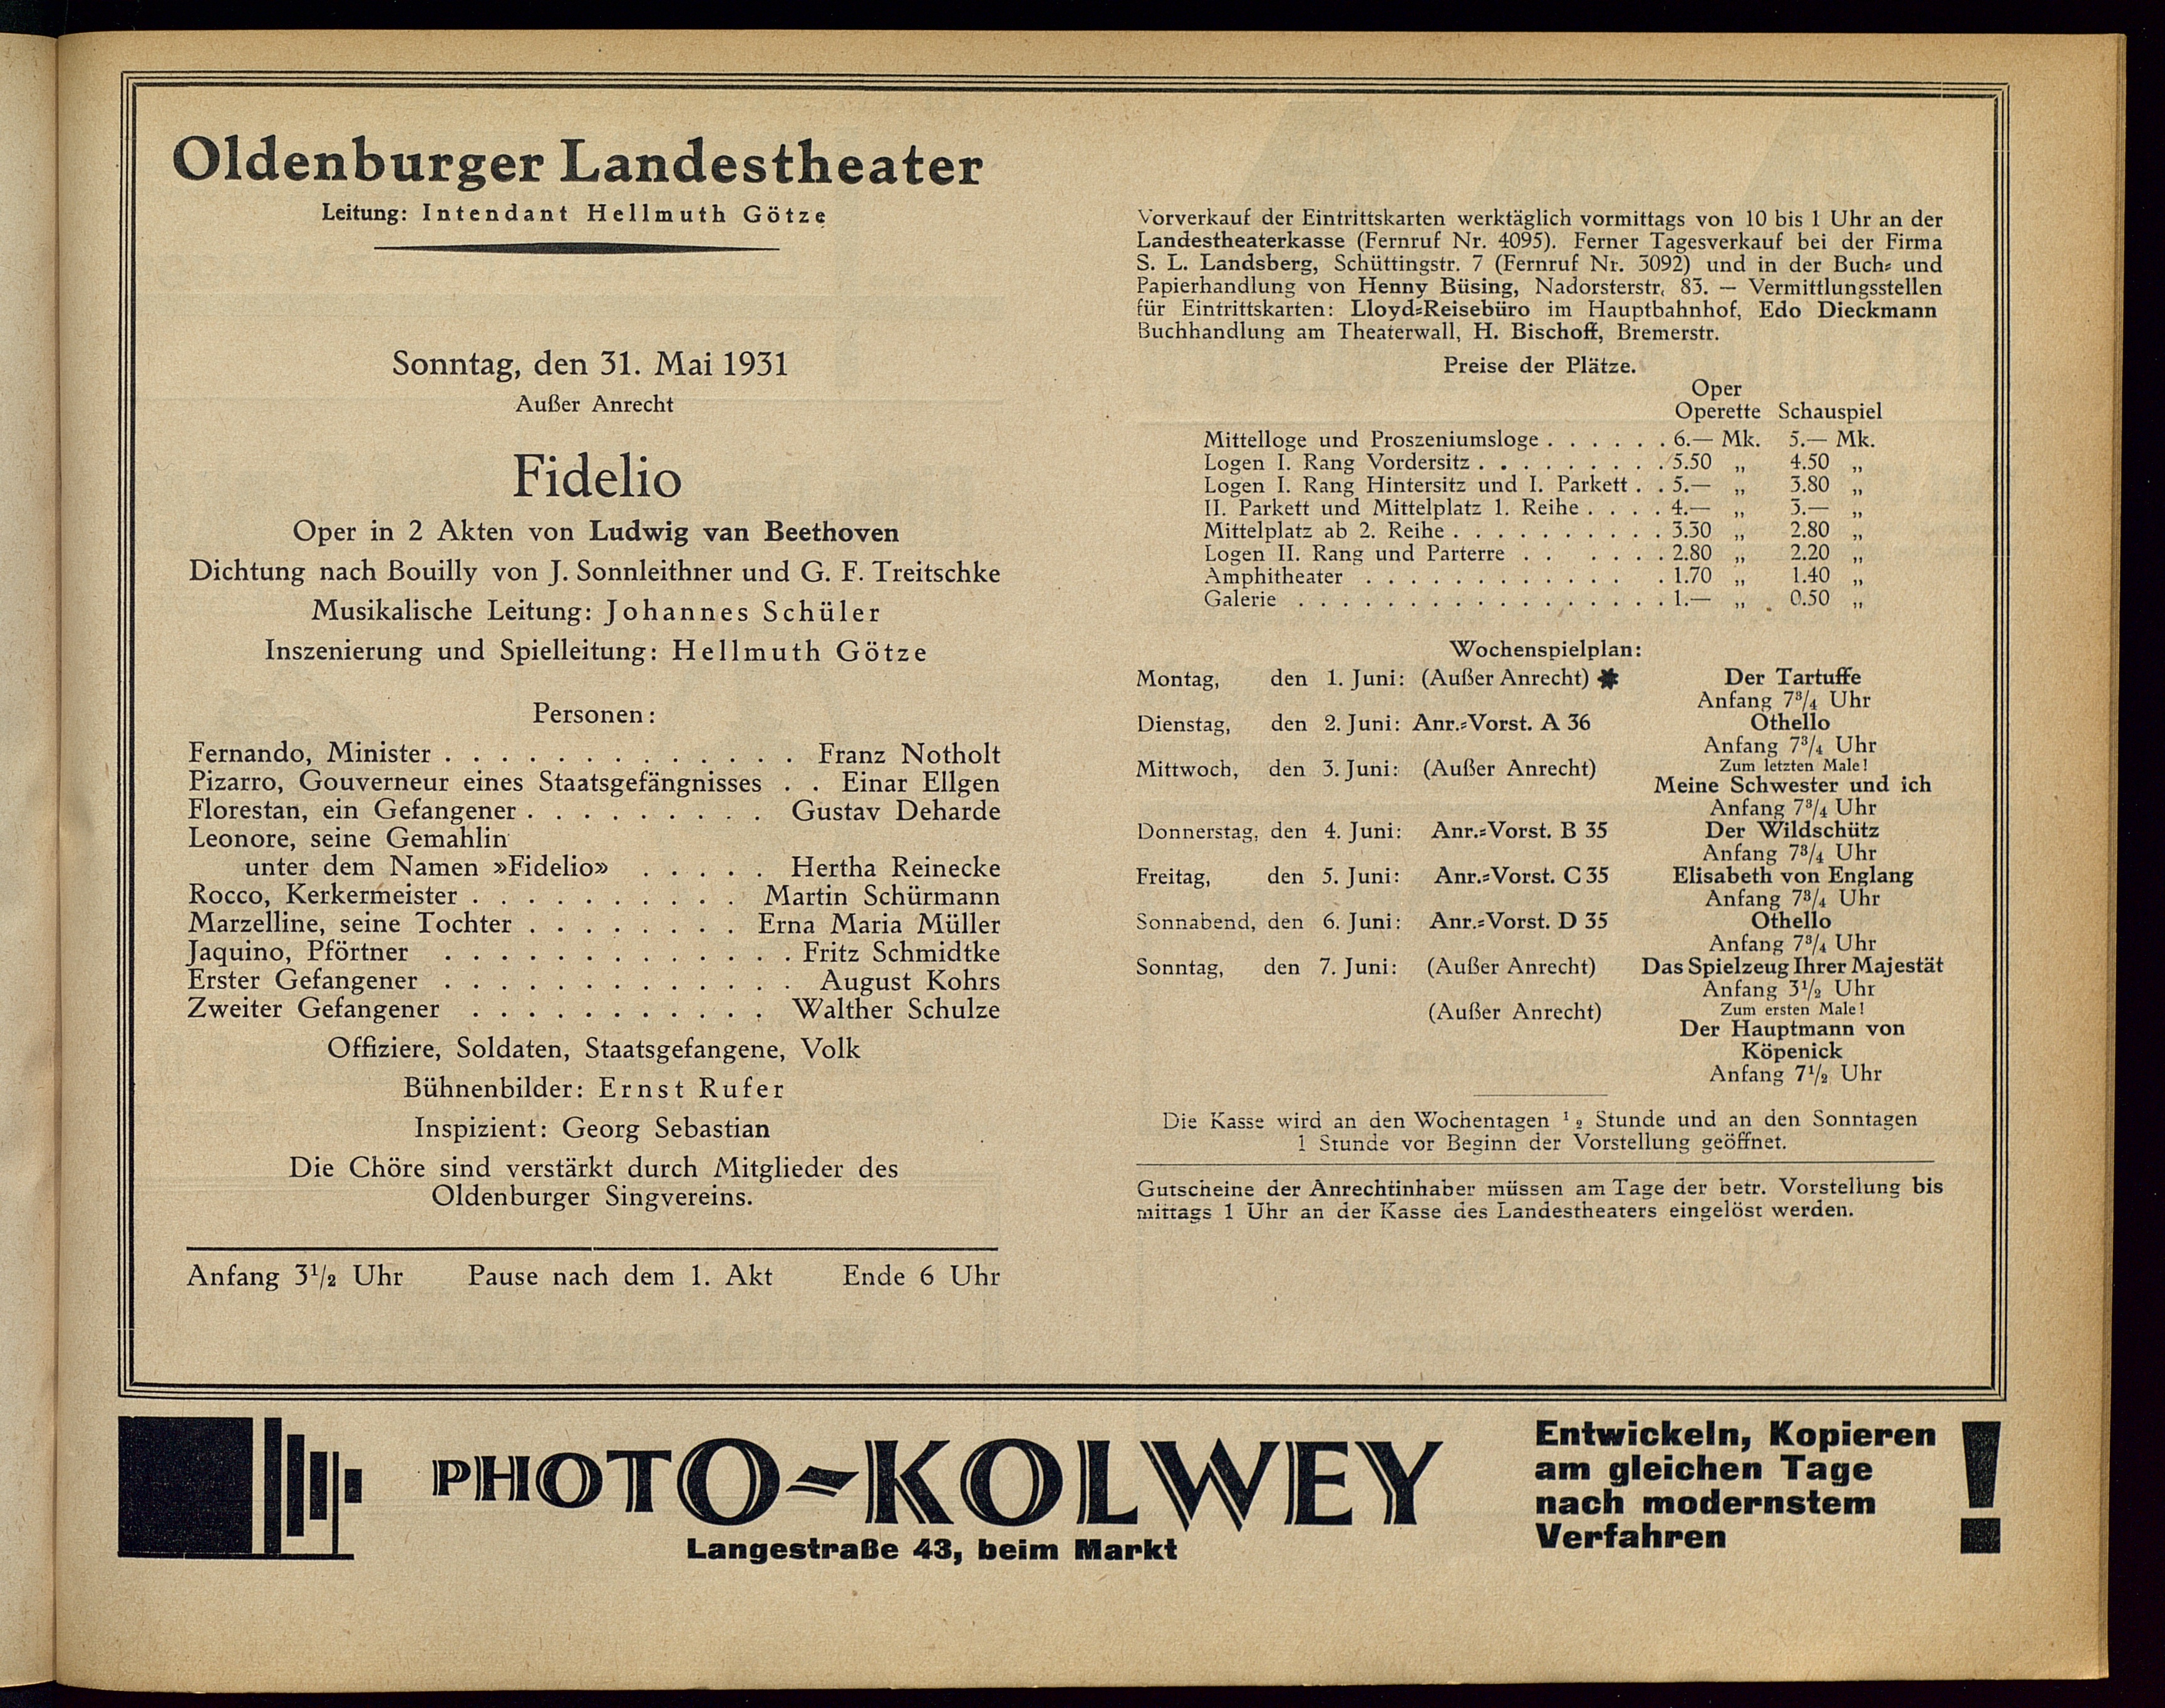 Oldenburger Landestheater
Leitung: Intendant Hellmuth Götze
Sonntag, den 31. Mai 1931
Außer Anrecht
Fidelio
Oper in 2 Akten von Ludwig van Beethoven
Dichtung nach Bouilly von J. Sonnleithner und G. F. Treitschke
Musikalische Leitung: Johannes Schüler
Inszenierung und Spielleitung: Hellmuth Götze
Personen:
Fernando, Minister . . . . . . . . . . . . . Franz Notholt
Pizarro, Gouverneur eines Staatsgefängnisses . . Einar Ellgen
Florestan, ein Gefangener . . . . . . . . . Gustav Deharde
Leonore, seine Gemahlin
unter dem Namen »Fidelio» . . . . . Hertha Reinecke
Rocco, Kerkermeister . . . . . . . . . . Martin Schürmann
Marzelline, seine Tochter . . . . . . . . Erna Maria Müller
Jaquino, Pförtner . . . . . . . . . . . . . Fritz Schmidtke
Erster Gefangener . . . . . . . . . . . . . August Kohrs
Zweiter Gefangener . . . . . . . . . . . Walther Schulze
Offiziere, Soldaten, Staatsgefangene, Volk
Bühnenbilder: Ernst Rufer
Inspizient: Georg Sebastian
Die Chöre sind verstärkt durch Mitglieder des
Oldenburger Singvereins.
Anfang 3½ Uhr Pause nach dem 1. Akt Ende 6 Uhr
Vorverkauf der Eintrittskarten werktäglich vormittags von 10 bis 1 Uhr an der
Landestheaterkasse (Fernruf Nr. 4095). Ferner Tagesverkauf bei der Firma
S. L. Landsberg, Schüttingstr. 7 (Fernruf Nr. 3092) und in der Buch= und
Papierhandlung von Henny Büsing, Nadorsterstr. 83. — Vermittlungsstellen
für Eintrittskarten: Lloyd=Reisebüro im Hauptbahnhof, Edo Dieckmann
Buchhandlung am Theaterwall, H. Bischoff, Bremerstr.
Preise der Plätze.
Oper
Operette Schauspiel
Mittelloge und Proszeniumsloge . . . . . . 6.— Mk. 5.— Mk.
Logen I. Rang Vordersitz . . . . . . . . . 5.50 „ 4.50 „
Logen I. Rang Hintersitz und I. Parkett . . 5.— „ 3.80 „
II. Parkett und Mittelplatz 1. Reihe . . . . 4.— „ 3.— „
Mittelplatz ab 2. Reihe . . . . . . . . . . 3.30 „ 2.80 „
Logen II. Rang und Parterre . . . . . . 2.80 „ 2.20 „
Amphitheater . . . . . . . . . . . . 1.70 „ 1.40 „
Galerie . . . . . . . . . . . . . . . . 1.— „ 0.50 „
Wochenspielplan:
Montag, den 1. Juni: (Außer Anrecht) * Der Tartuffe
Anfang 7¾ Uhr
Dienstag, den 2. Juni: Anr.=Vorst. A 36 Othello
Anfang 7¾ Uhr
Zum letzten Male!
Mittwoch, den 3. Juni: (Außer Anrecht)
Meine Schwester und ich
Anfang 7¾ Uhr
Donnerstag, den 4. Juni: Anr.=Vorst. B 35 Der Wildschütz
Anfang 7¾ Uhr
Freitag, den 5. Juni: Anr.=Vorst. C 35 Elisabeth von Englang
Anfang 7¾ Uhr
Sonnabend, den 6. Juni: Anr.=Vorst. D 35 Othello
Anfang 7¾ Uhr
Sonntag, den 7. Juni: (Außer Anrecht) Das Spielzeug Ihrer Majestät
Anfang 3½ Uhr
(Außer Anrecht) Zum ersten Male!
Der Hauptmann von
Köpenick
Anfang 7½ Uhr
Die Kasse wird an den Wochentagen ½ Stunde und an den Sonntagen
1 Stunde vor Beginn der Vorstellung geöffnet.
Gutscheine der Anrechtinhaber müssen am Tage der betr. Vorstellung bis
mittags 1 Uhr an der Kasse des Landestheaters eingelöst werden.
PHOTO=KOLWEY
Langestraße 43, beim Markt
Entwickeln, Kopieren
am gleichen Tage
nach modernstem
Verfahren
!